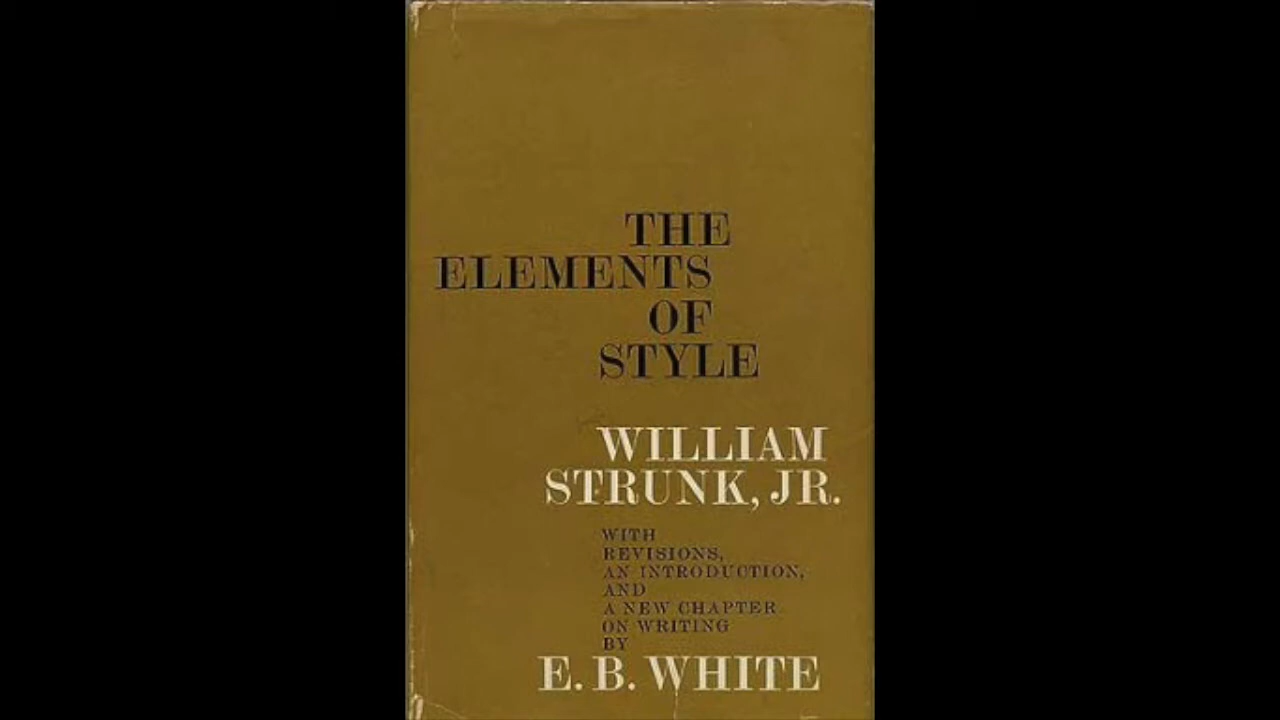 THE
ELEMENTS
OF
STYLE
WILLIAM
STRUNK, JR.
WITH
REVISIONS,
AN INTRODUCTION,
AND
A NEW CHAPTER
ON WRITING
BY
E. B. WHITE